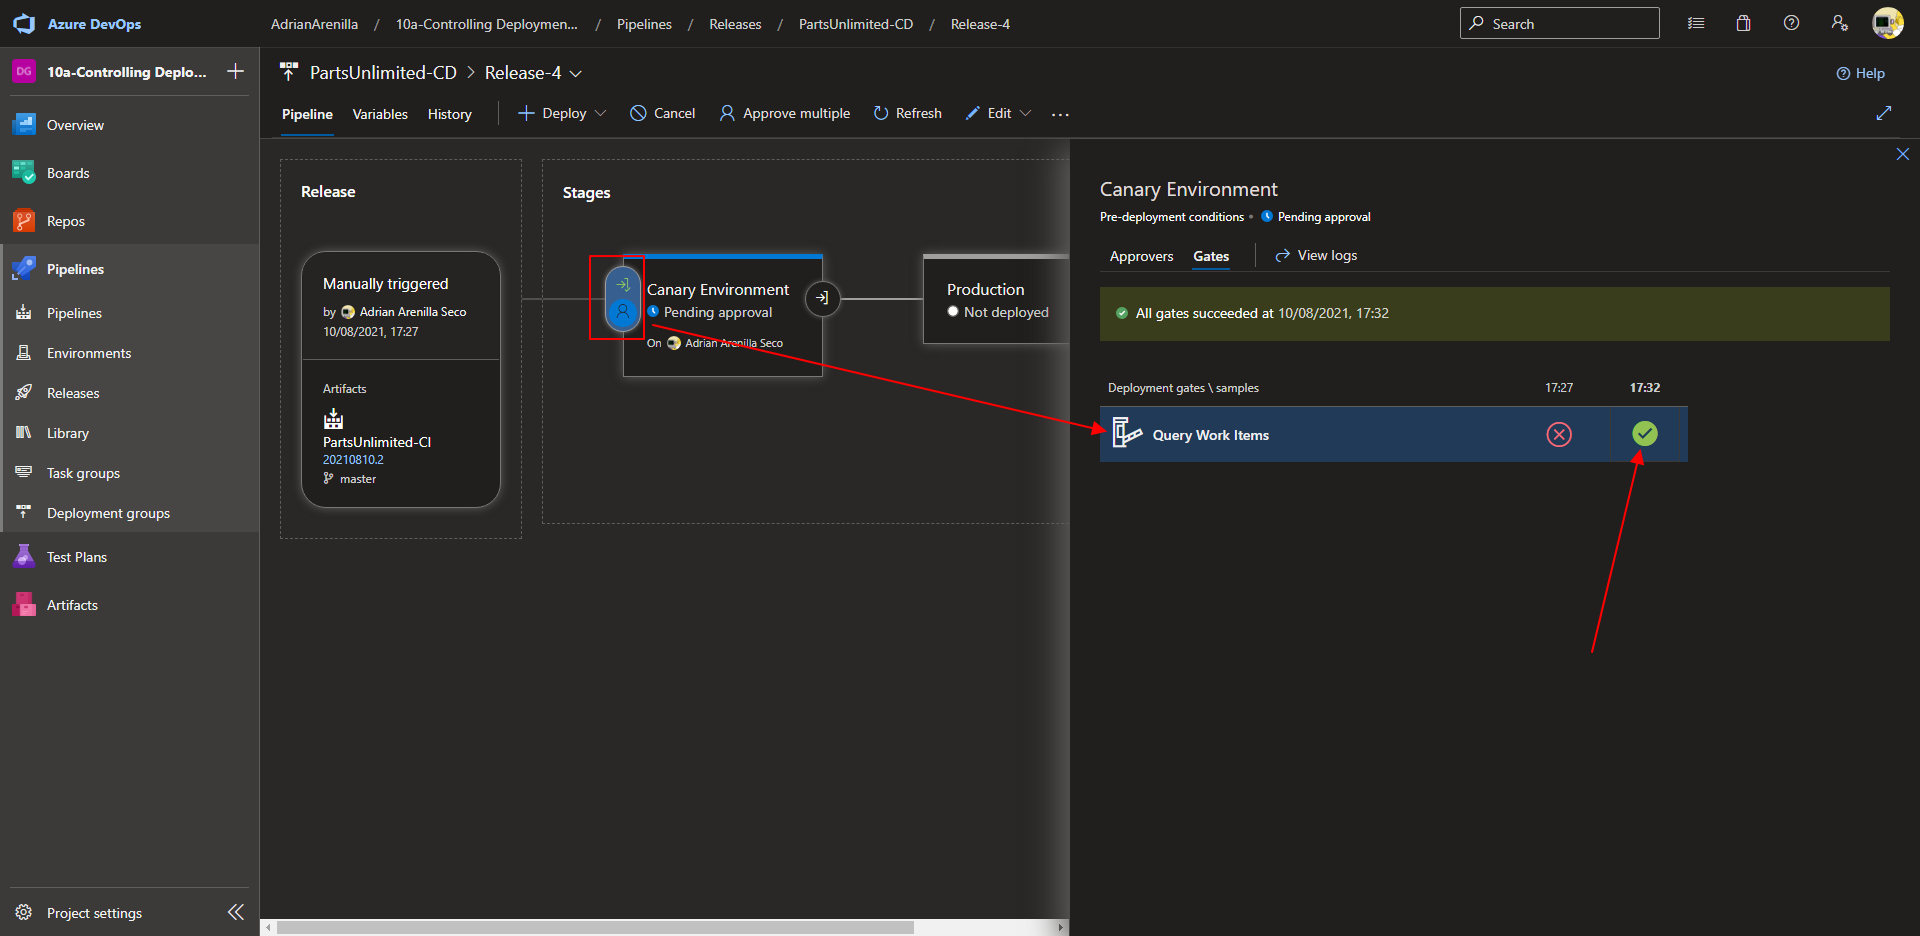 Azure DevOps
AdrianArenilla / 10a-Controlling Deploymen... / Pipelines / Releases / PartsUnlimited-CD / Release-4
Search
DG
10a-Controlling Deplo...
Overview
Boards
Repos
Pipelines
Pipelines
Environments
Releases
Library
Task groups
Deployment groups
Test Plans
Artifacts
Project settings
PartsUnlimited-CD > Release-4
Help
Pipeline Variables History Deploy Cancel Approve multiple Refresh Edit ...
Release
Manually triggered
by Adrian Arenilla Seco
10/08/2021, 17:27
Artifacts
PartsUnlimited-CI
20210810.2
master
Stages
Canary Environment
Pending approval
On Adrian Arenilla Seco
Production
Not deployed
Canary Environment
Pre-deployment conditions • Pending approval
Approvers Gates View logs
All gates succeeded at 10/08/2021, 17:32
Deployment gates \ samples 17:27 17:32
Query Work Items